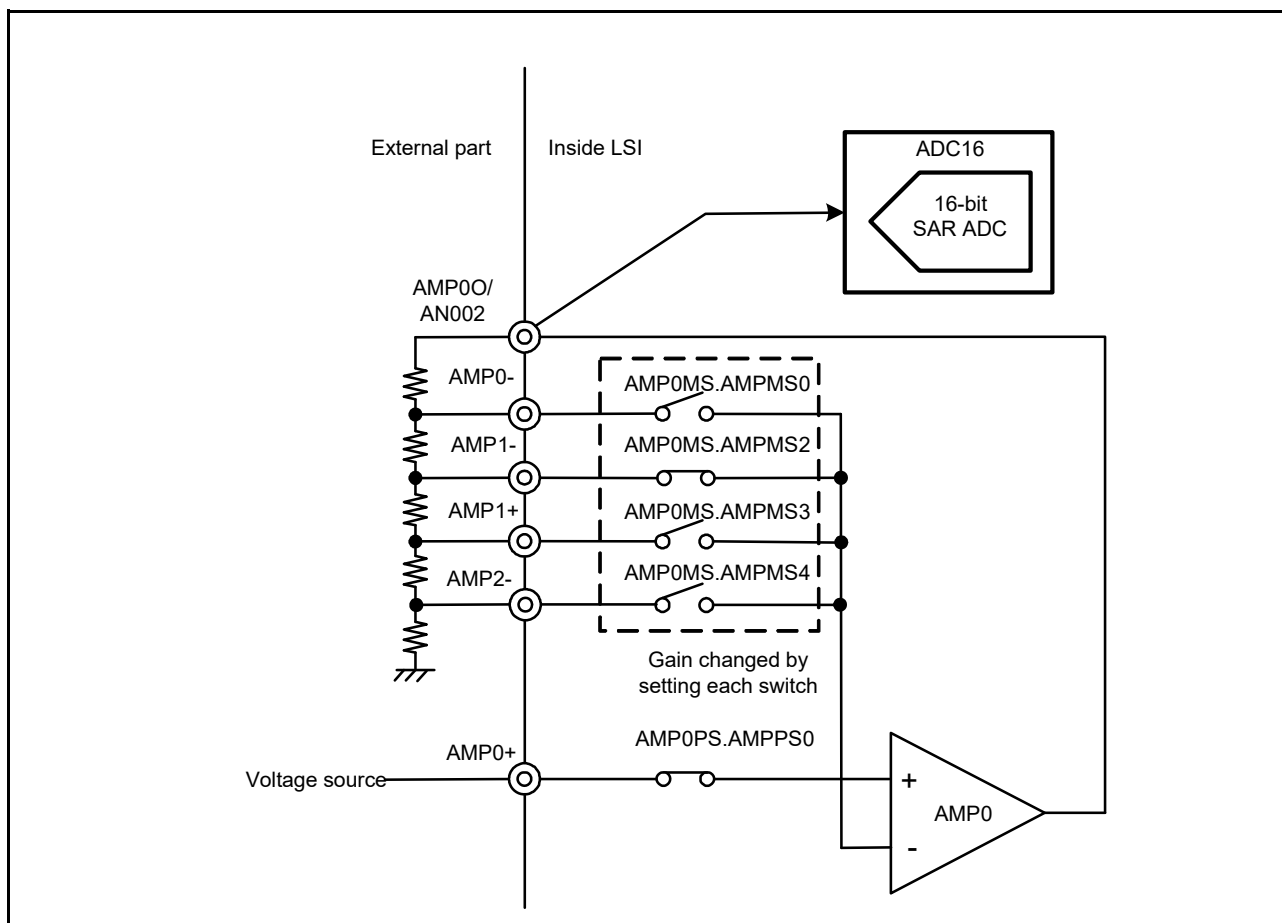 External part
Inside LSI
ADC16
16-bit
SAR ADC
AMP0O/
AN002
AMP0-
AMP0MS.AMPMS0
AMP1-
AMP0MS.AMPMS2
AMP1+
AMP0MS.AMPMS3
AMP2-
AMP0MS.AMPMS4
Gain changed by
setting each switch
AMP0+
AMP0PS.AMPPS0
Voltage source
+
AMP0
-